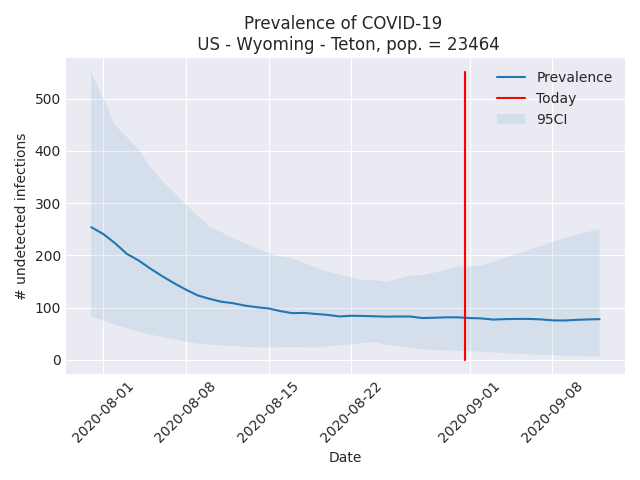 Prevalence of COVID-19
US - Wyoming - Teton, pop. = 23464
Prevalence
Today
95CI
# undetected infections
500
400
300
200
100
0
2020-08-01
2020-08-08
2020-08-15
2020-08-22
2020-09-01
2020-09-08
Date